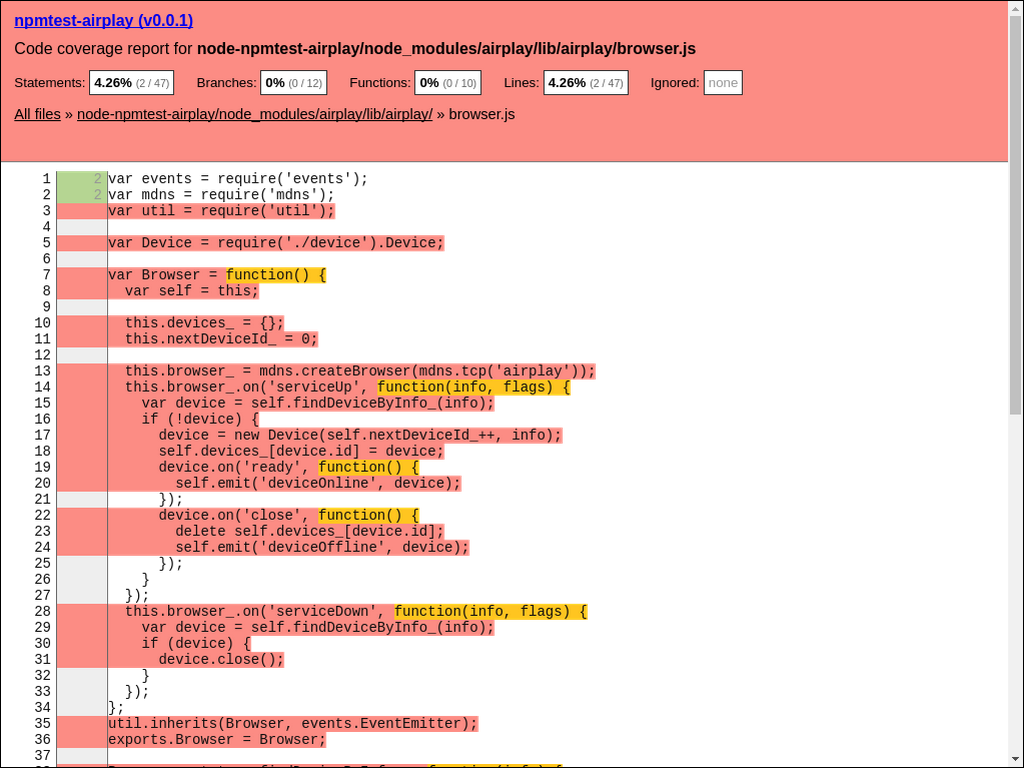 npmtest-airplay (v0.0.1)
Code coverage report for node-npmtest-airplay/node_modules/airplay/lib/airplay/browser.js
Statements: 4.26% (2 / 47) Branches: 0% (0 / 12) Functions: 0% (0 / 10) Lines: 4.26% (2 / 47) Ignored: none
All files » node-npmtest-airplay/node_modules/airplay/lib/airplay/ » browser.js
1 2 var events = require('events');
2 2 var mdns = require('mdns');
3 var util = require('util');
4
5 var Device = require('./device').Device;
6
7 var Browser = function() {
8 var self = this;
9
10 this.devices_ = {};
11 this.nextDeviceId_ = 0;
12
13 this.browser_ = mdns.createBrowser(mdns.tcp('airplay'));
14 this.browser_.on('serviceUp', function(info, flags) {
15 var device = self.findDeviceByInfo_(info);
16 if (!device) {
17 device = new Device(self.nextDeviceId_++, info);
18 self.devices_[device.id] = device;
19 device.on('ready', function() {
20 self.emit('deviceOnline', device);
21 });
22 device.on('close', function() {
23 delete self.devices_[device.id];
24 self.emit('deviceOffline', device);
25 });
26 }
27 });
28 this.browser_.on('serviceDown', function(info, flags) {
29 var device = self.findDeviceByInfo_(info);
30 if (device) {
31 device.close();
32 }
33 });
34 };
35 util.inherits(Browser, events.EventEmitter);
36 exports.Browser = Browser;
37